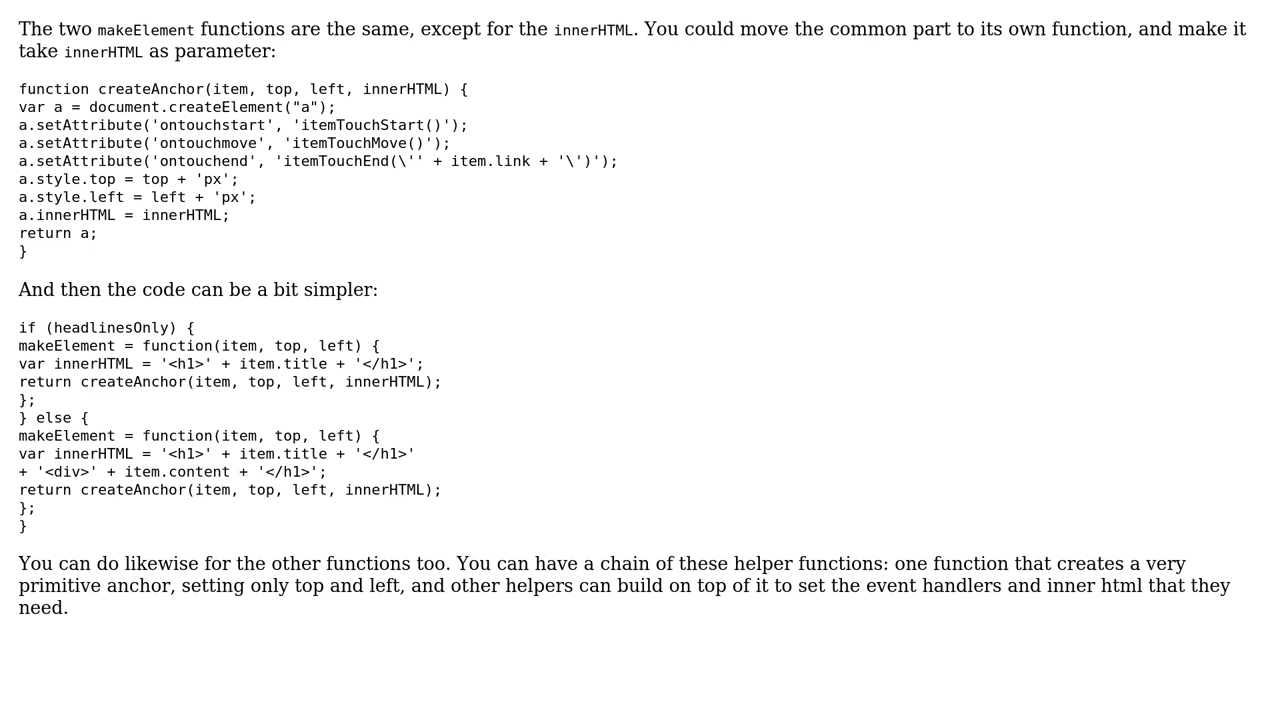 The two makeElement functions are the same, except for the innerHTML. You could move the common part to its own function, and make it
take innerHTML as parameter:
function createAnchor(item, top, left, innerHTML) {
var a = document.createElement("a");
a.setAttribute('ontouchstart', 'itemTouchStart()');
a.setAttribute('ontouchmove', 'itemTouchMove()');
a.setAttribute('ontouchend', 'itemTouchEnd(\'' + item.link + '\')');
a.style.top = top + 'px';
a.style.left = left + 'px';
a.innerHTML = innerHTML;
return a;
}
And then the code can be a bit simpler:
if (headlinesOnly) {
makeElement = function(item, top, left) {
var innerHTML = '<h1>' + item.title + '</h1>';
return createAnchor(item, top, left, innerHTML);
};
} else {
makeElement = function(item, top, left) {
var innerHTML = '<h1>' + item.title + '</h1>'
+ '<div>' + item.content + '</h1>';
return createAnchor(item, top, left, innerHTML);
};
}
You can do likewise for the other functions too. You can have a chain of these helper functions: one function that creates a very
primitive anchor, setting only top and left, and other helpers can build on top of it to set the event handlers and inner html that they
need.